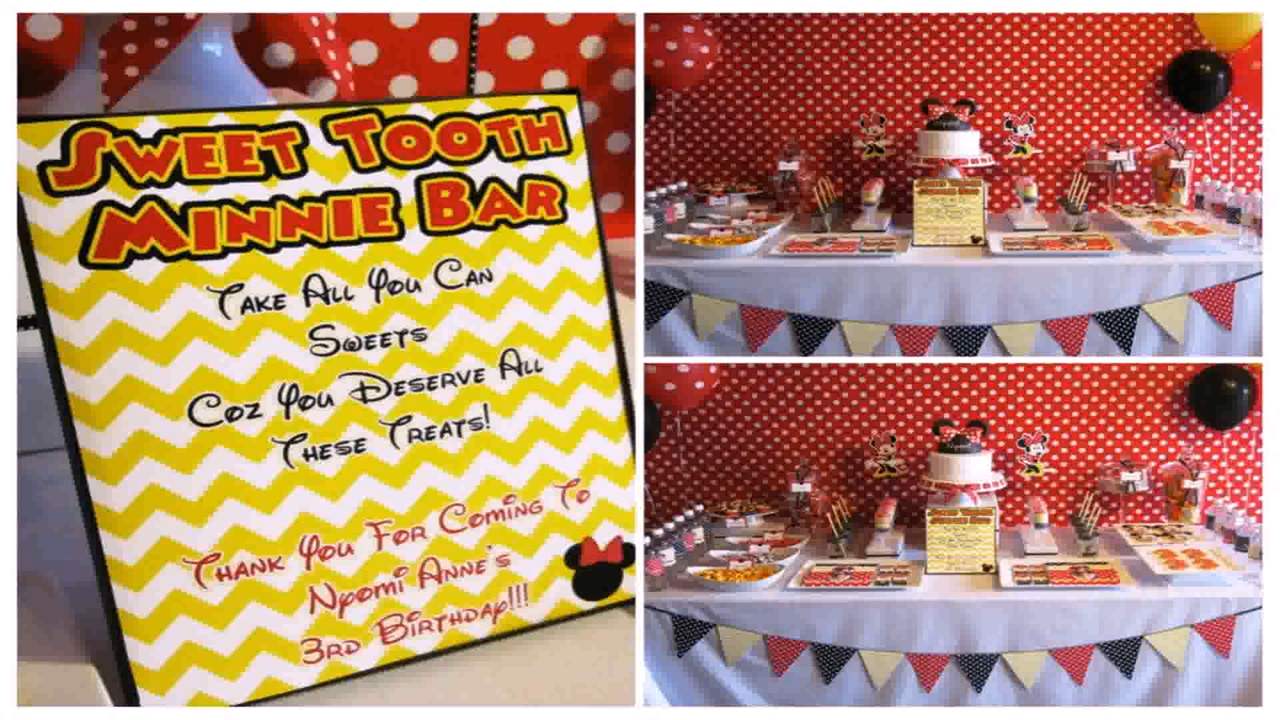 Sweet Tooth
Minnie Bar
Take All You Can
Sweets
Coz You Deserve All
These Treats!
Thank You For Coming To
Nyomi Anne's
3rd Birthday!!!